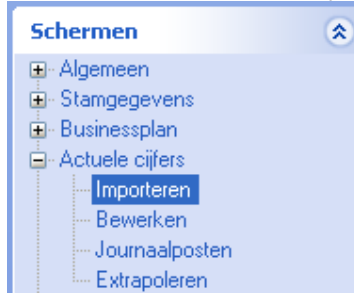 Schermen
Algemeen
Stamgegevens
Businessplan
Actuele cijfers
Importeren
Bewerken
Journaalposten
Extrapoleren